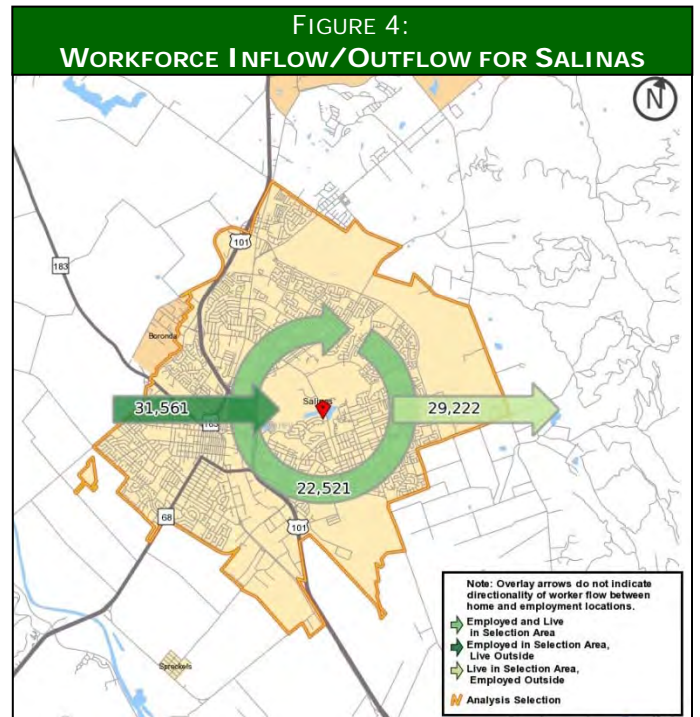 FIGURE 4:
WORKFORCE INFLOW/OUTFLOW FOR SALINAS
N
101
183
Boronda
31,561
Salinas
29,222
183
22,521
101
68
Spreckels
Note: Overlay arrows do not indicate
directionality of worker flow between
home and employment locations.
Employed and Live
in Selection Area
Employed in Selection Area,
Live Outside
Live in Selection Area,
Employed Outside
Analysis Selection